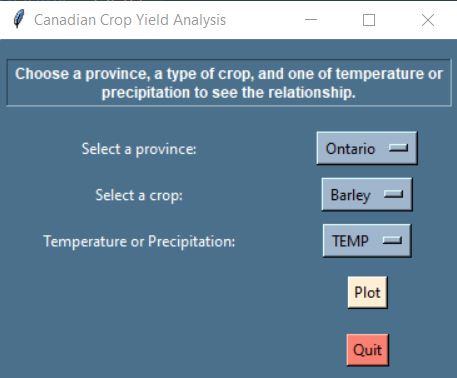 Canadian Crop Yield Analysis
Choose a province, a type of crop, and one of temperature or
precipitation to see the relationship.
Select a province: Ontario
Select a crop: Barley
Temperature or Precipitation: TEMP
Plot
Quit